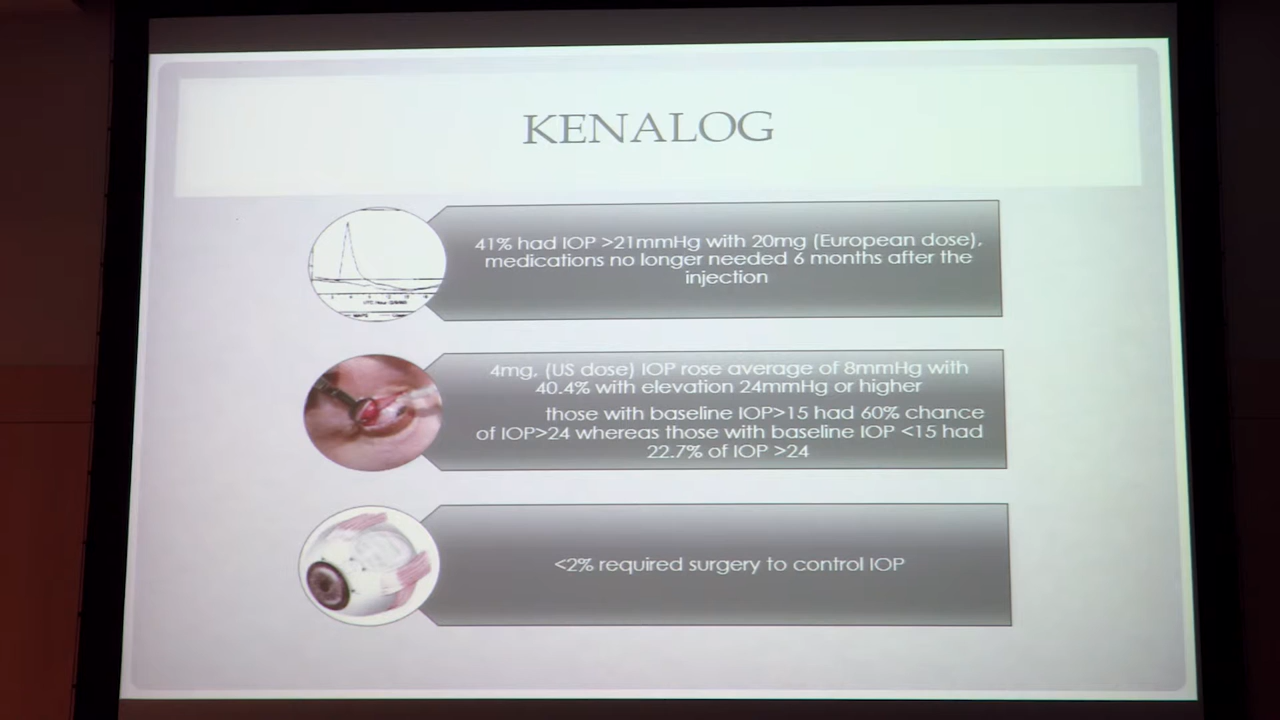 KENALOG
41% had IOP >21mmHg with 20mg (European dose),
medications no longer needed 6 months after the
injection
4mg, (US dose) IOP rose average of 8mmHg with
40.4% with elevation 24mmHg or higher
those with baseline IOP>15 had 60% chance
of IOP>24 whereas those with baseline IOP <15 had
22.7% of IOP >24
<2% required surgery to control IOP